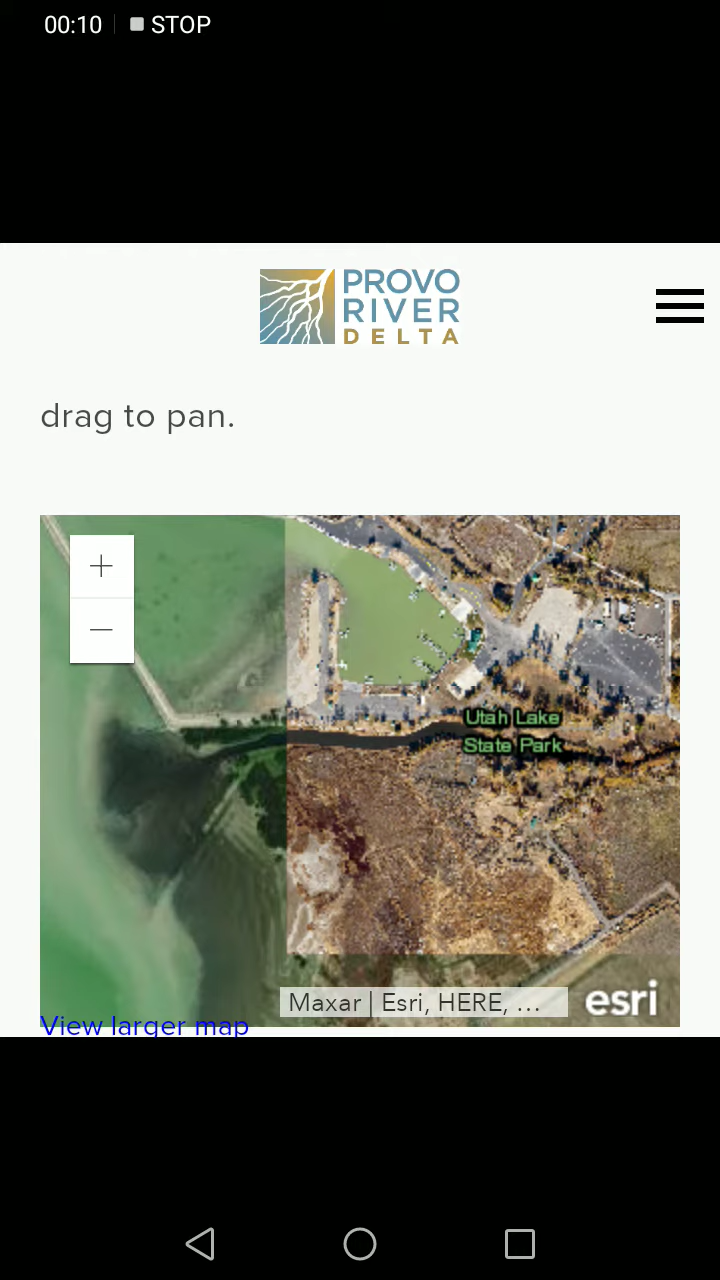 00:10 STOP
PROVO
RIVER
DELTA
drag to pan.
+
−
Utah Lake
State Park
Maxar | Esri, HERE, ...
esri
View larger map